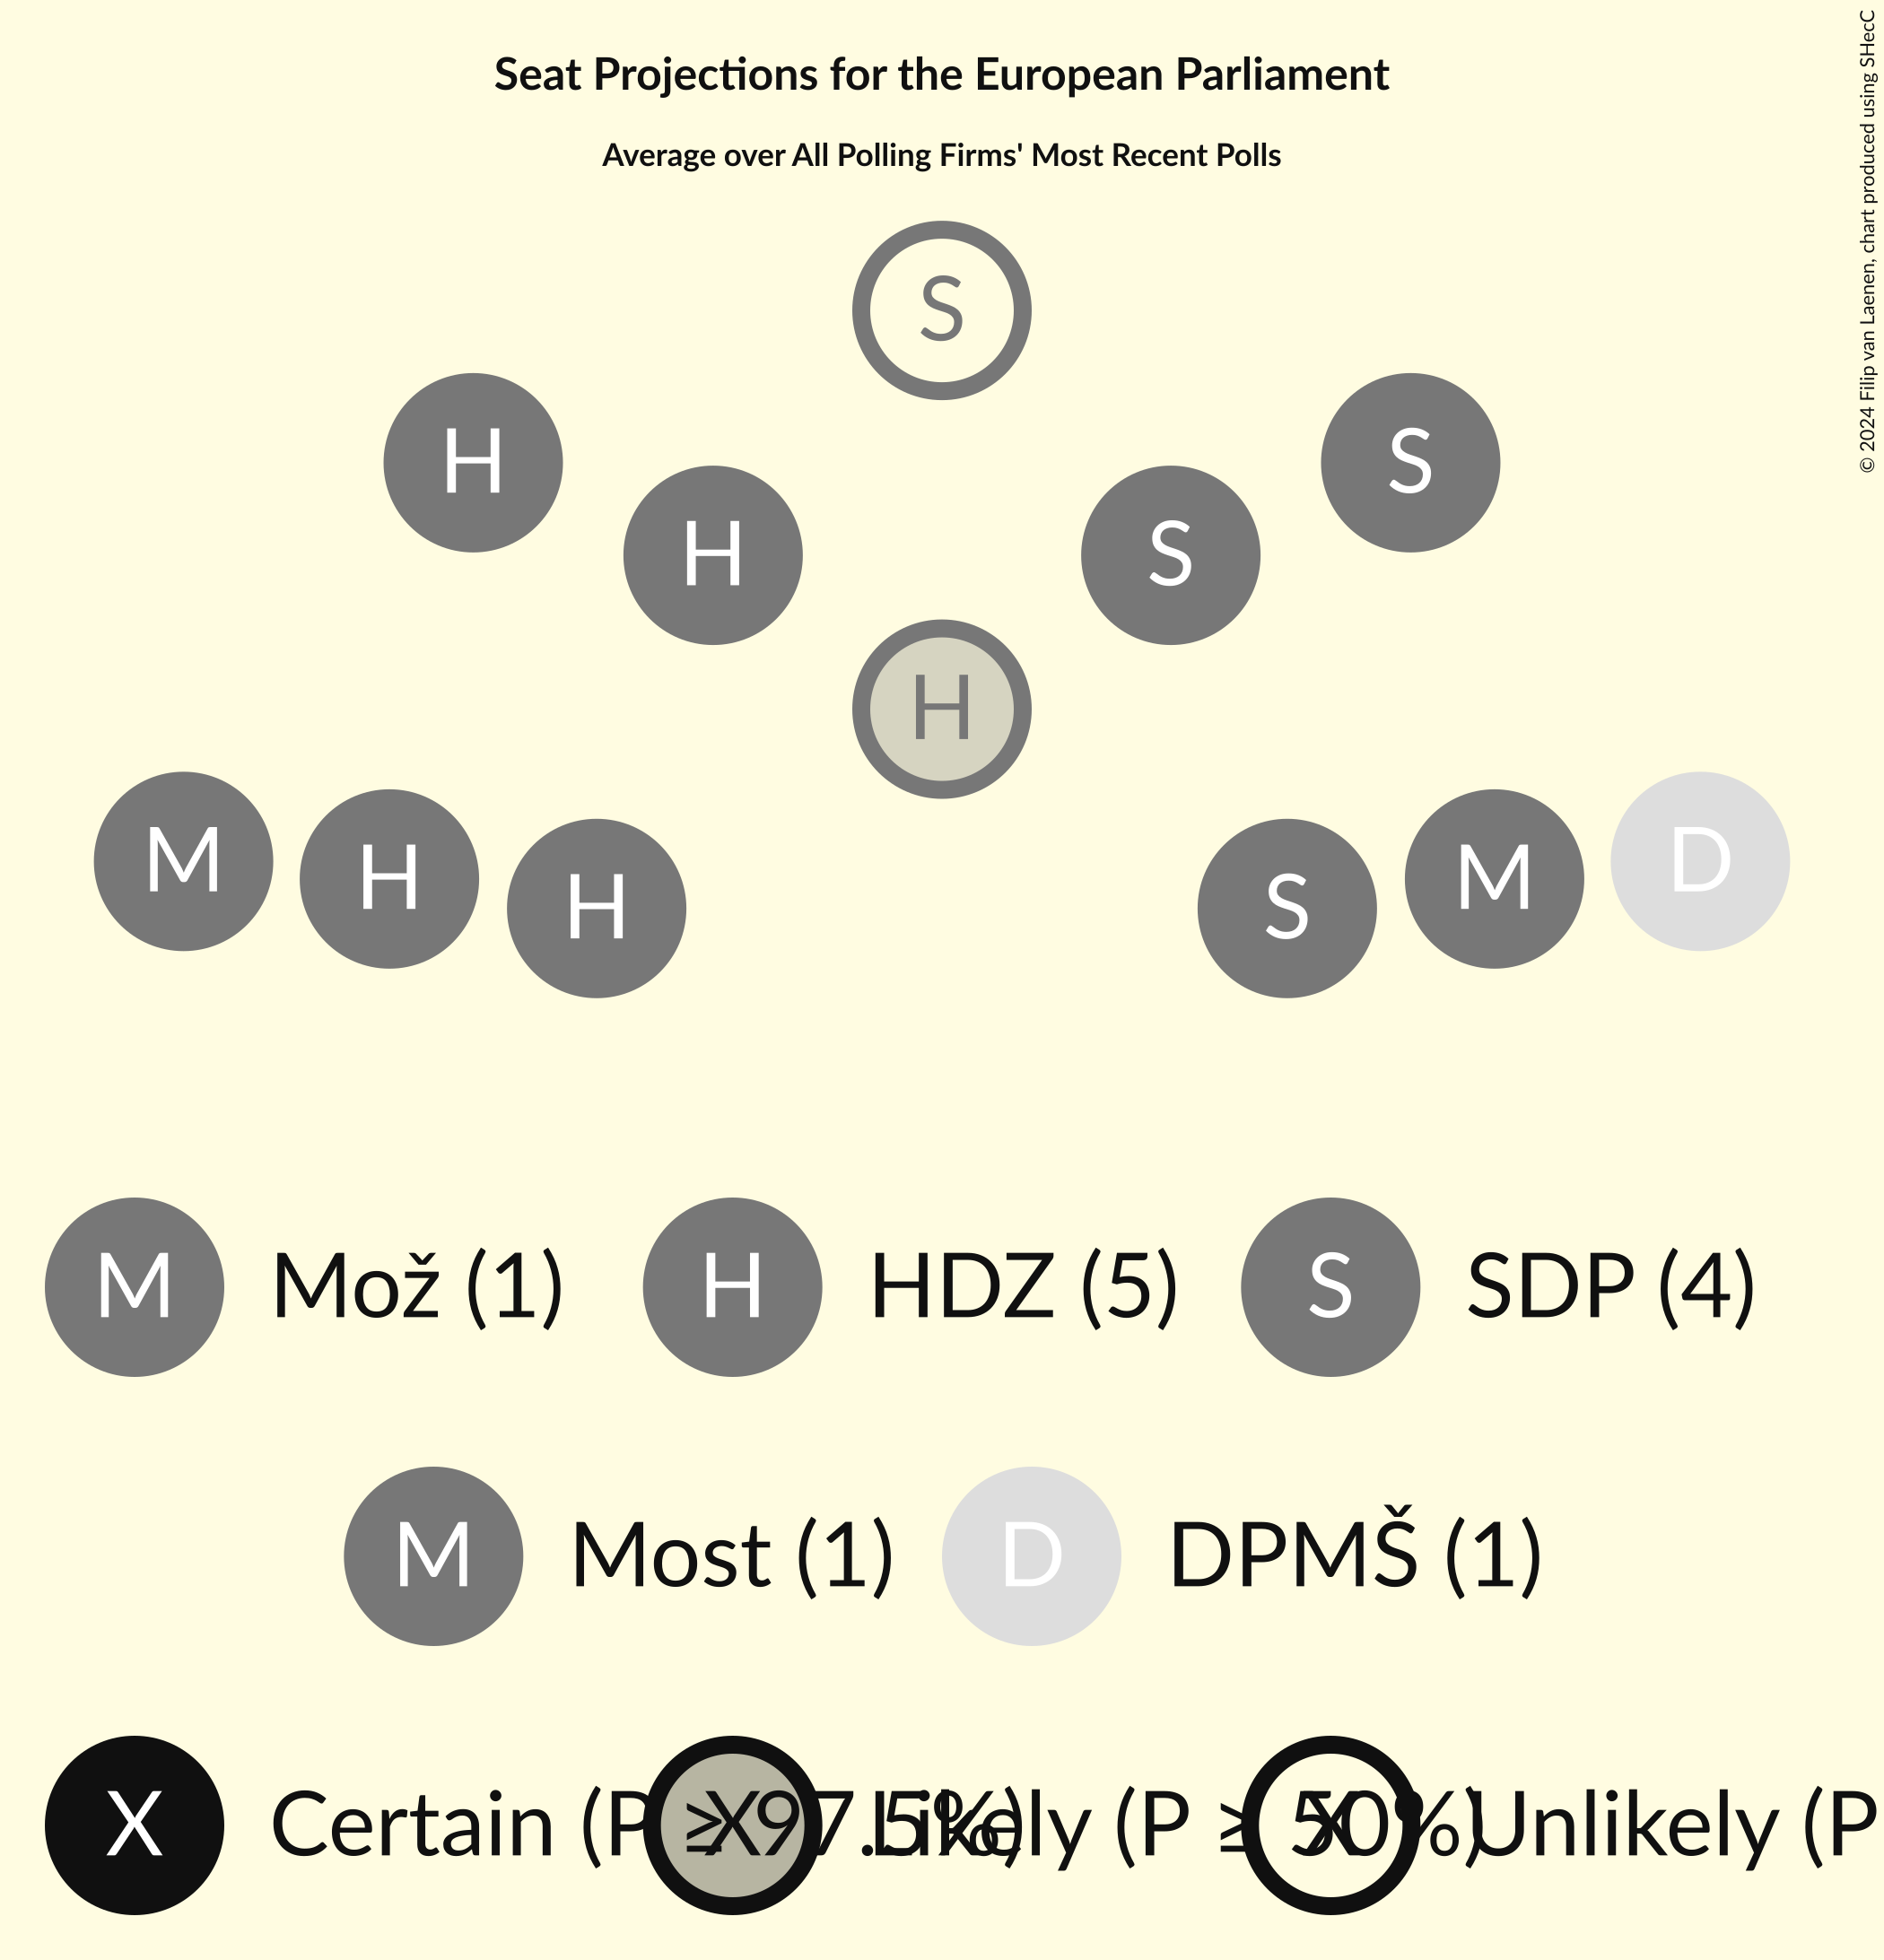 Seat Projections for the European Parliament
Average over All Polling Firms' Most Recent Polls
© 2024 Filip van Laenen, chart produced using SHecC
S
H
S
H
S
H
M
H
H
S
M
D
M Mož (1)
H HDZ (5)
S SDP (4)
M Most (1)
D DPMŠ (1)
X Certain (P ≥ 97.5%)
X Likely (P ≥ 50%)
X Unlikely (P